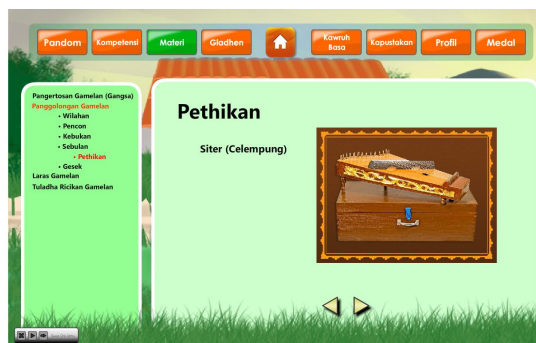 Pandom
Kompetensi
Materi
Gladhen
Kawruh
Basa
Kapustakan
Profil
Medal
Pangertosan Gamelan (Gangsa)
Panggolongan Gamelan
• Wilahan
• Pencon
• Kebukan
• Sebulan
• Pethikan
• Gesek
Laras Gamelan
Tuladha Ricikan Gamelan
Pethikan
Siter (Celempung)